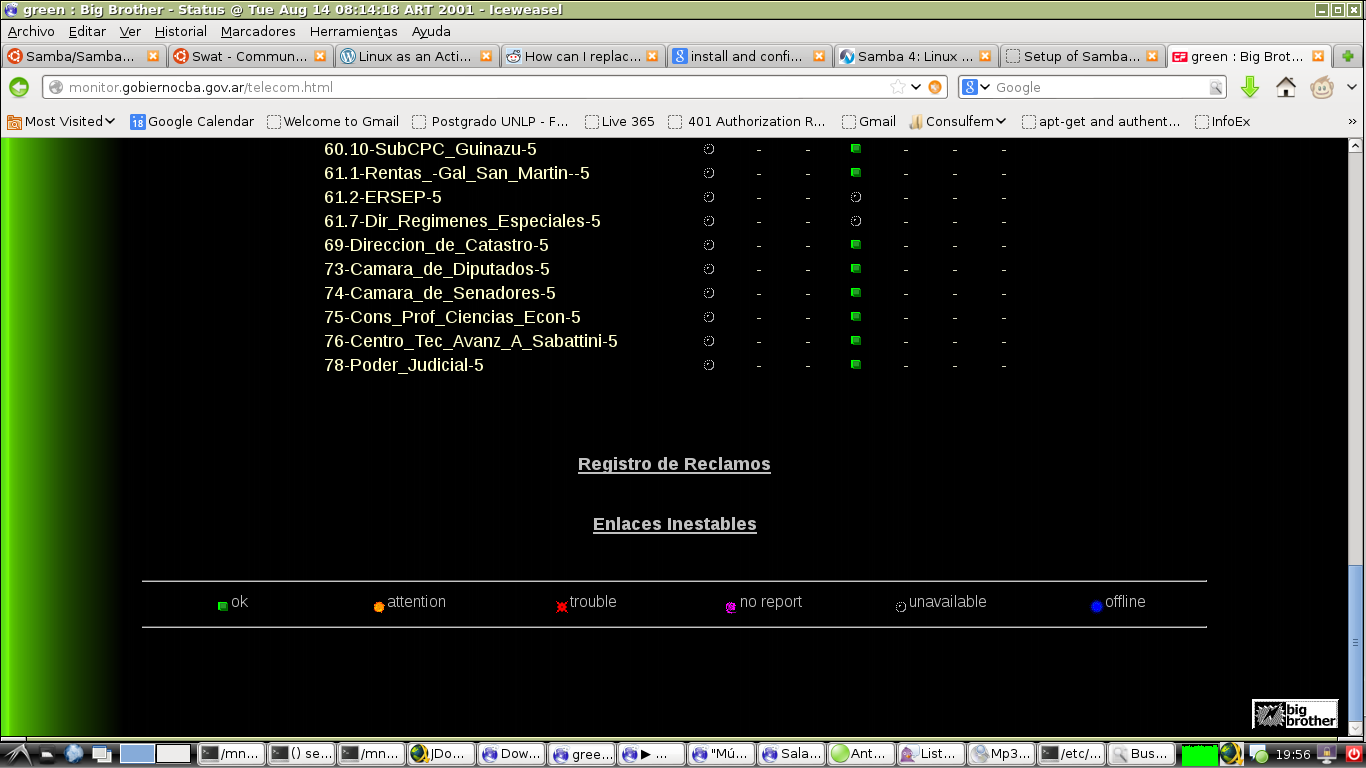 green : Big Brother - Status @ Tue Aug 14 08:14:18 ART 2001 - Iceweasel
Archivo Editar Ver Historial Marcadores Herramientas Ayuda
Samba/Samba... Swat - Commun... Linux as an Acti... How can I replac... install and confi... Samba 4: Linux ... Setup of Samba... green : Big Brot...
monitor.gobiernocba.gov.ar/telecom.html Google
Most Visited Google Calendar Welcome to Gmail Postgrado UNLP - F... Live 365 401 Authorization R... Gmail Consulfem apt-get and authent... InfoEx »
60.10-SubCPC_Guinazu-5 - - - - -
61.1-Rentas_-Gal_San_Martin--5 - - - - -
61.2-ERSEP-5 - - - - -
61.7-Dir_Regimenes_Especiales-5 - - - - -
69-Direccion_de_Catastro-5 - - - - -
73-Camara_de_Diputados-5 - - - - -
74-Camara_de_Senadores-5 - - - - -
75-Cons_Prof_Ciencias_Econ-5 - - - - -
76-Centro_Tec_Avanz_A_Sabattini-5 - - - - -
78-Poder_Judicial-5 - - - - -
Registro de Reclamos
Enlaces Inestables
ok attention trouble no report unavailable offline
big
brother
/mn... () se... /mn... JDo... Dow... gree... ▶ ... "Mú... Sala... Ant... List... Mp3... /etc/... Bus... 19:56